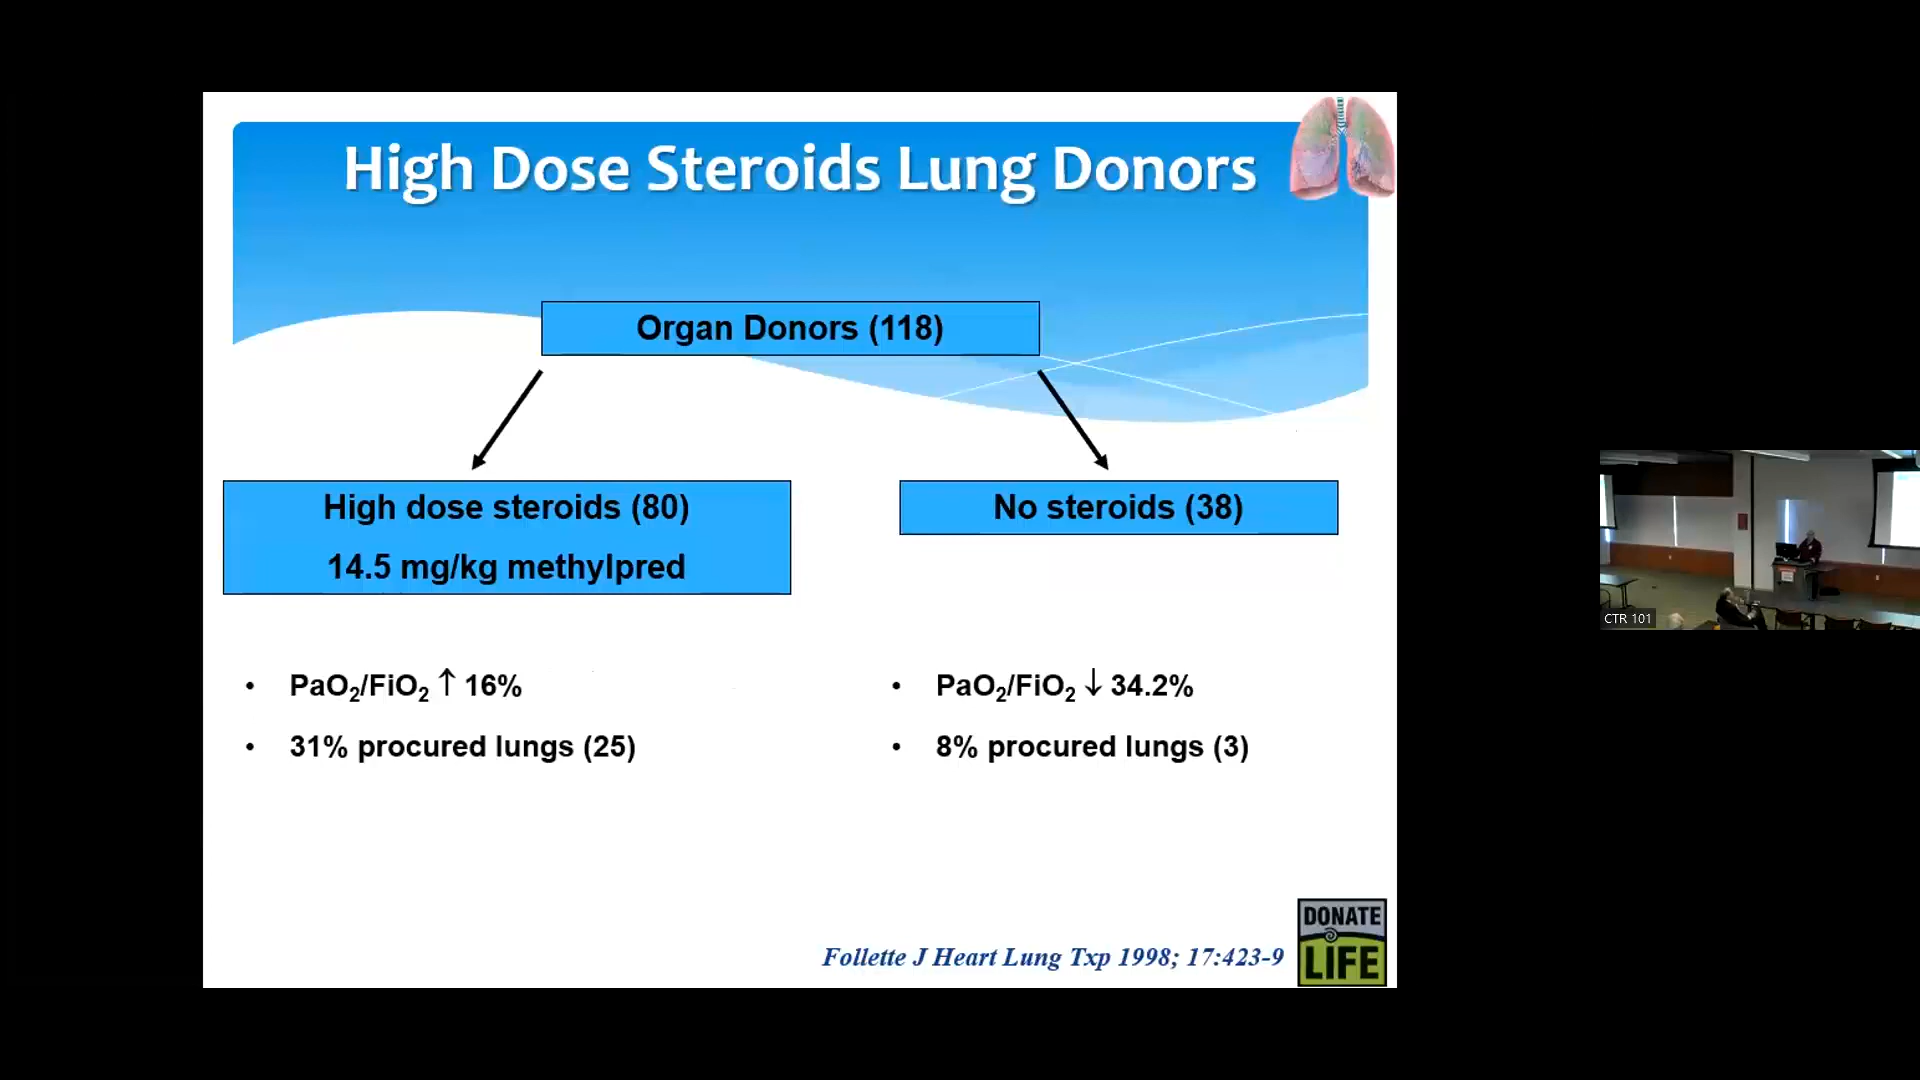 High Dose Steroids Lung Donors
Organ Donors (118)
High dose steroids (80)
14.5 mg/kg methylpred
No steroids (38)
• PaO₂/FiO₂ ↑ 16%
• 31% procured lungs (25)
• PaO₂/FiO₂ ↓ 34.2%
• 8% procured lungs (3)
Follette J Heart Lung Txp 1998; 17:423-9
DONATE
LIFE
CTR 101